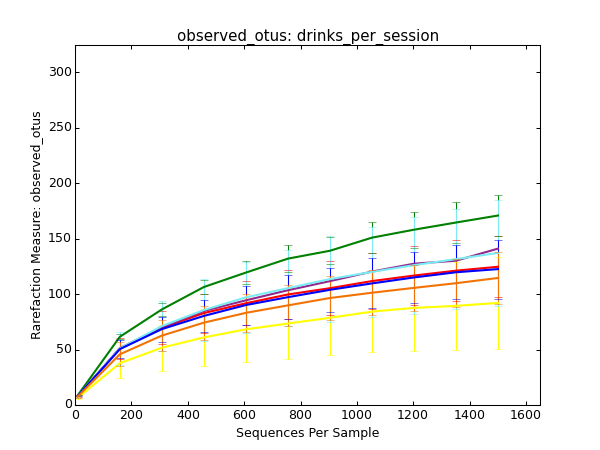 observed_otus: drinks_per_session
300
250
200
150
100
50
0
0 200 400 600 800 1000 1200 1400 1600
Sequences Per Sample
Rarefaction Measure: observed_otus